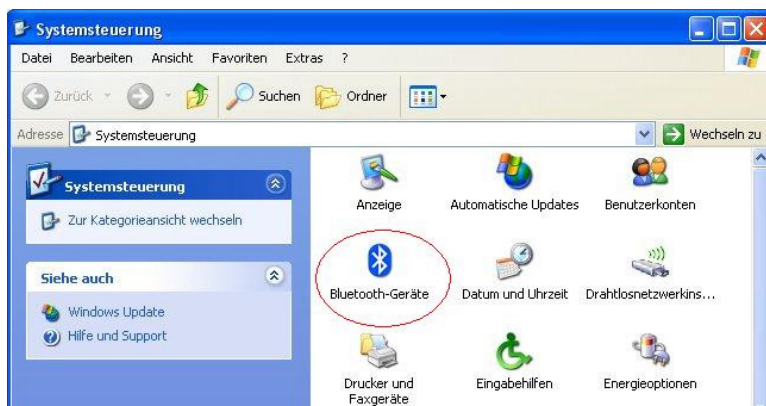 Systemsteuerung
Datei Bearbeiten Ansicht Favoriten Extras ?
Zurück Suchen Ordner
Adresse Systemsteuerung Wechseln zu
Systemsteuerung
Zur Kategorieansicht wechseln
Siehe auch
Windows Update
Hilfe und Support
Anzeige Automatische Updates Benutzerkonten
Bluetooth-Geräte Datum und Uhrzeit Drahtlosnetzwerkins...
Drucker und Faxgeräte Eingabehilfen Energieoptionen